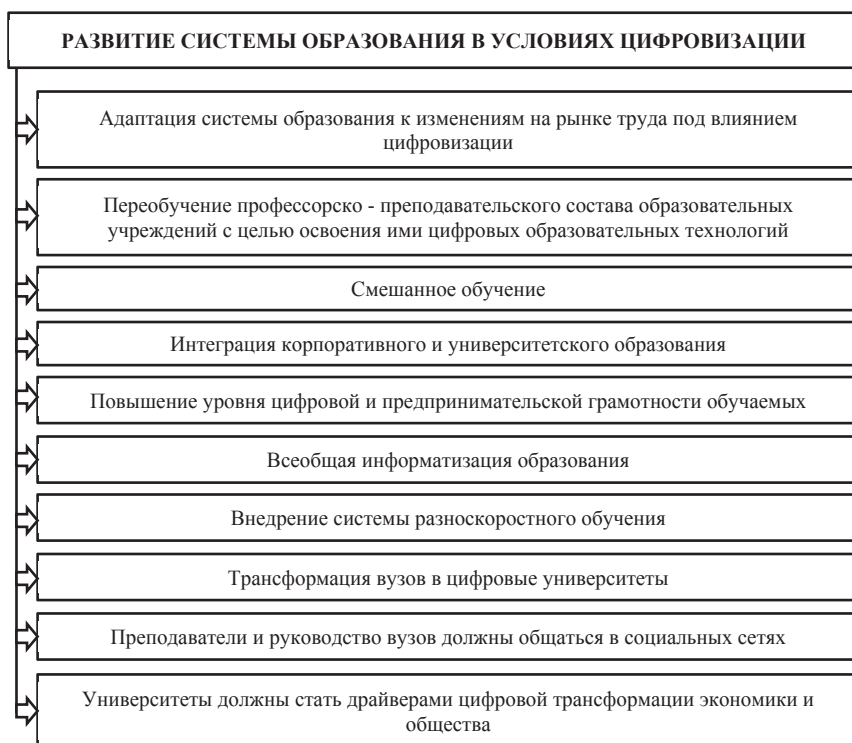 РАЗВИТИЕ СИСТЕМЫ ОБРАЗОВАНИЯ В УСЛОВИЯХ ЦИФРОВИЗАЦИИ
Адаптация системы образования к изменениям на рынке труда под влиянием
цифровизации
Переобучение профессорско - преподавательского состава образовательных
учреждений с целью освоения ими цифровых образовательных технологий
Смешанное обучение
Интеграция корпоративного и университетского образования
Повышение уровня цифровой и предпринимательской грамотности обучаемых
Всеобщая информатизация образования
Внедрение системы разноскоростного обучения
Трансформация вузов в цифровые университеты
Преподаватели и руководство вузов должны общаться в социальных сетях
Университеты должны стать драйверами цифровой трансформации экономики и
общества